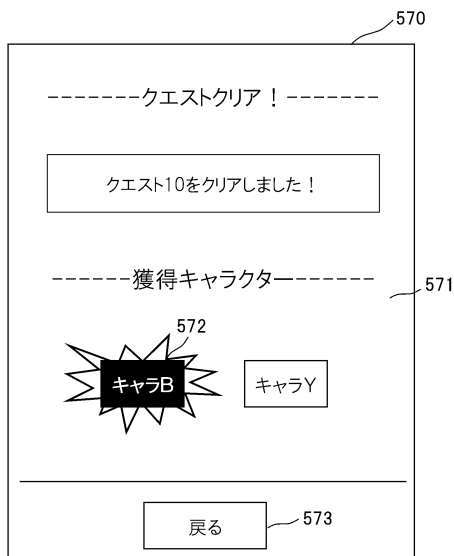 570
-------クエストクリア！-------
クエスト10をクリアしました！
------獲得キャラクター------
571
572
キャラB
キャラY
戻る
573